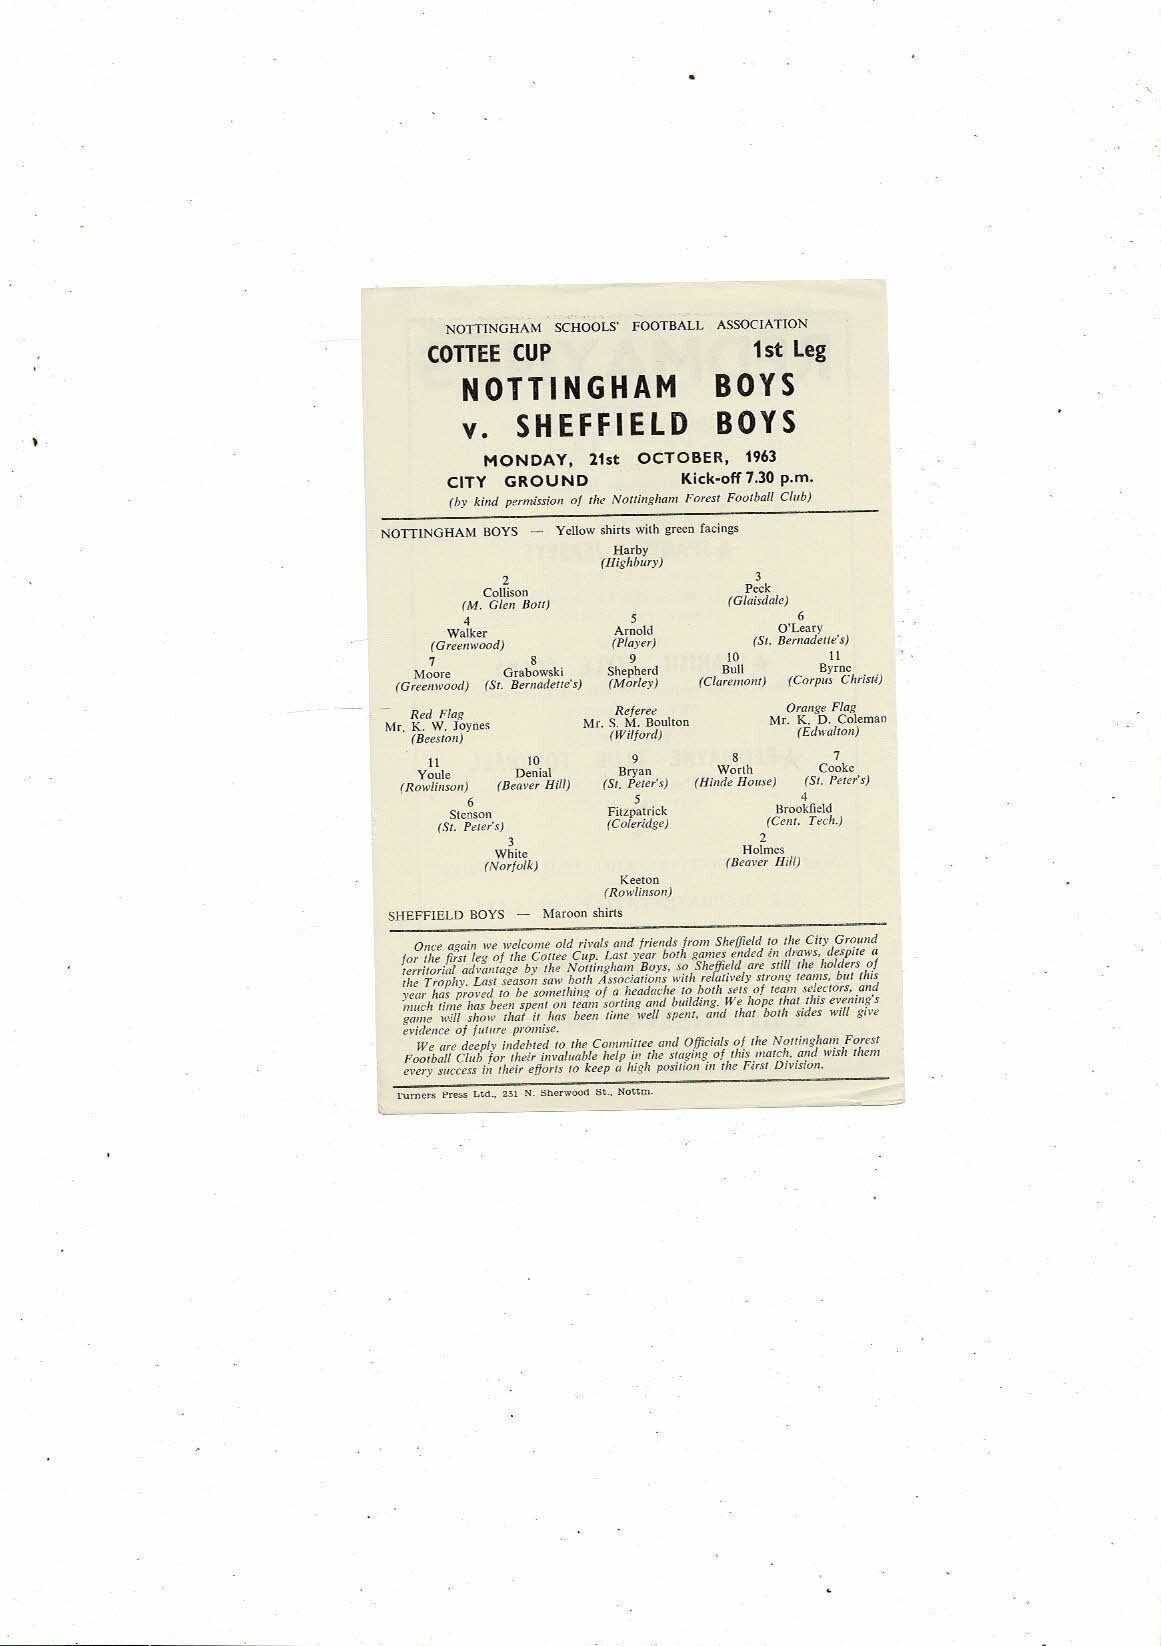 NOTTINGHAM SCHOOLS' FOOTBALL ASSOCIATION
COTTEE CUP 1st Leg
NOTTINGHAM BOYS
v. SHEFFIELD BOYS
MONDAY, 21st OCTOBER, 1963
CITY GROUND Kick-off 7.30 p.m.
(by kind permission of the Nottingham Forest Football Club)
NOTTINGHAM BOYS — Yellow shirts with green facings
Harby
(Highbury)
2 3
Collison Peck
(M. Glen Bott) (Glaisdale)
4 5 6
Walker Arnold O'Leary
(Greenwood) (Player) (St. Bernadette's)
7 8 9 10 11
Moore Grabowski Shepherd Bull Byrne
(Greenwood) (St. Bernadette's) (Morley) (Claremont) (Corpus Christi)
Red Flag Referee Orange Flag
Mr. K. W. Joynes Mr. S. M. Boulton Mr. K. D. Coleman
(Beeston) (Wilford) (Edwalton)
11 10 9 8 7
Youle Denial Bryan Worth Cooke
(Rowlinson) (Beaver Hill) (St. Peter's) (Hinde House) (St. Peter's)
6 5 4
Stenson Fitzpatrick Brookfield
(St. Peter's) (Coleridge) (Cent. Tech.)
3 2
White Holmes
(Norfolk) (Beaver Hill)
Keeton
(Rowlinson)
SHEFFIELD BOYS — Maroon shirts
Once again we welcome old rivals and friends from Sheffield to the City Ground
for the first leg of the Cottee Cup. Last year both games ended in draws, despite a
territorial advantage by the Nottingham Boys, so Sheffield are still the holders of
the Trophy. Last season saw both Associations with relatively strong teams, but this
year has proved to be something of a headache to both sets of team selectors, and
much time has been spent on team sorting and building. We hope that this evening's
game will show that it has been time well spent, and that both sides will give
evidence of future promise.
We are deeply indebted to the Committee and Officials of the Nottingham Forest
Football Club for their invaluable help in the staging of this match, and wish them
every success in their efforts to keep a high position in the First Division.
Turners Press Ltd., 231 N. Sherwood St., Nottm.